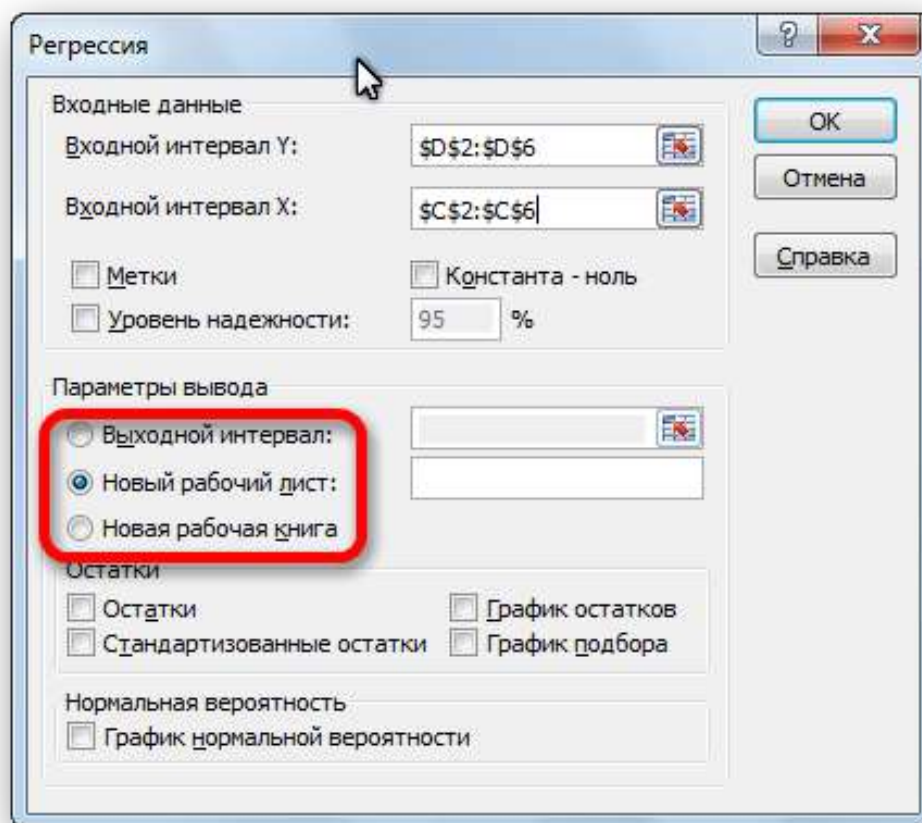 Регрессия
Входные данные
Входной интервал Y: $D$2:$D$6
Входной интервал X: $C$2:$C$6
Метки Константа - ноль
Уровень надежности: 95 %
OK
Отмена
Справка
Параметры вывода
Выходной интервал:
Новый рабочий лист:
Новая рабочая книга
Остатки
Остатки График остатков
Стандартизованные остатки График подбора
Нормальная вероятность
График нормальной вероятности